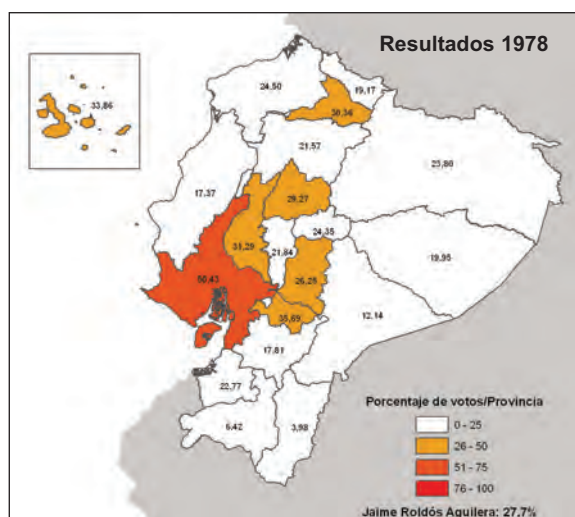 Resultados 1978
24,50
19,17
33,86
30,36
21,57
23,80
17,37
29,27
24,35
31,29
21,84
19,95
50,43
26,25
12,14
35,69
17,81
22,77
6,42
3,98
Porcentaje de votos/Provincia
0 - 25
26 - 50
51 - 75
76 - 100
Jaime Roldós Aguilera: 27,7%